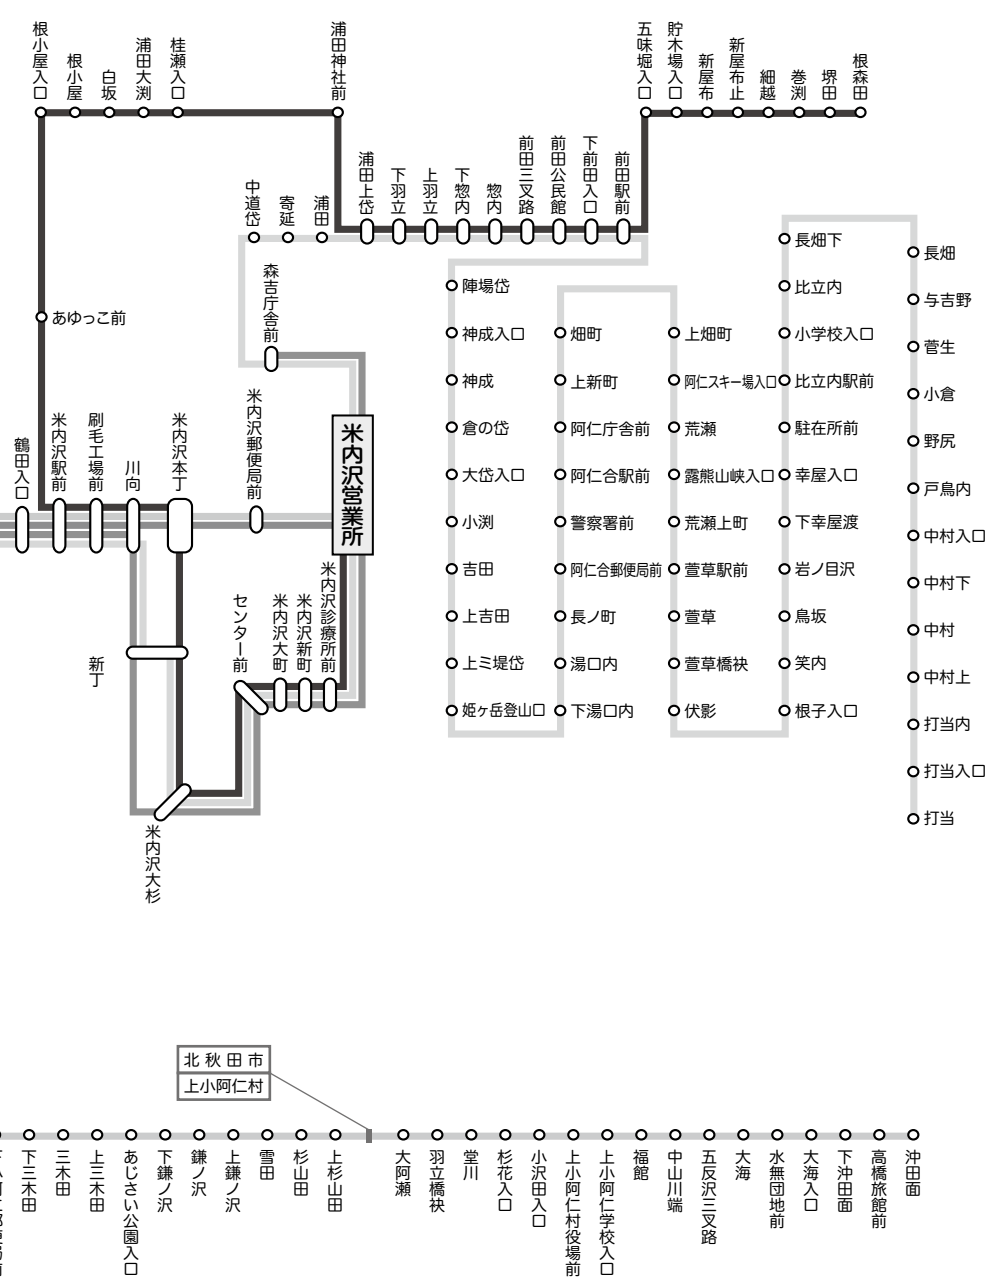 根小屋入口
根小屋
白坂
浦田大渕
桂瀬入口
浦田神社前
五味堀入口
貯木場入口
新屋布
新屋布止
細越
巻渕
堺田
根森田
中道岱
寄延
浦田
浦田上岱
下羽立
上羽立
下惣内
惣内
前田三叉路
前田公民館
下前田入口
前田駅前
森吉庁舎前
あゆっこ前
鶴田入口
米内沢駅前
刷毛工場前
川向
米内沢本丁
米内沢郵便局前
米内沢営業所
新丁
センター前
米内沢大町
米内沢新町
米内沢診療所前
米内沢大杉
陣場岱
神成入口
神成
倉の岱
大岱入口
小渕
吉田
上吉田
上ミ堤岱
姫ヶ岳登山口
畑町
上新町
阿仁庁舎前
阿仁合駅前
警察署前
阿仁合郵便局前
長ノ町
湯口内
下湯口内
上畑町
阿仁スキー場入口
荒瀬
露熊山峡入口
荒瀬上町
萱草駅前
萱草
萱草橋袂
伏影
長畑下
比立内
小学校入口
比立内駅前
駐在所前
幸屋入口
下幸屋渡
岩ノ目沢
鳥坂
笑内
根子入口
長畑
与吉野
菅生
小倉
野尻
戸鳥内
中村入口
中村下
中村
中村上
打当内
打当入口
打当
北秋田市
上小阿仁村
下三木田
三木田
上三木田
あじさい公園入口
下鎌ノ沢
鎌ノ沢
上鎌ノ沢
雪田
杉山田
上杉山田
大阿瀬
羽立橋袂
堂川
杉花入口
小沢田入口
上小阿仁村役場前
上小阿仁学校入口
福館
中山川端
五反沢三叉路
大海
水無団地前
大海入口
下沖田面
高橋旅館前
沖田面